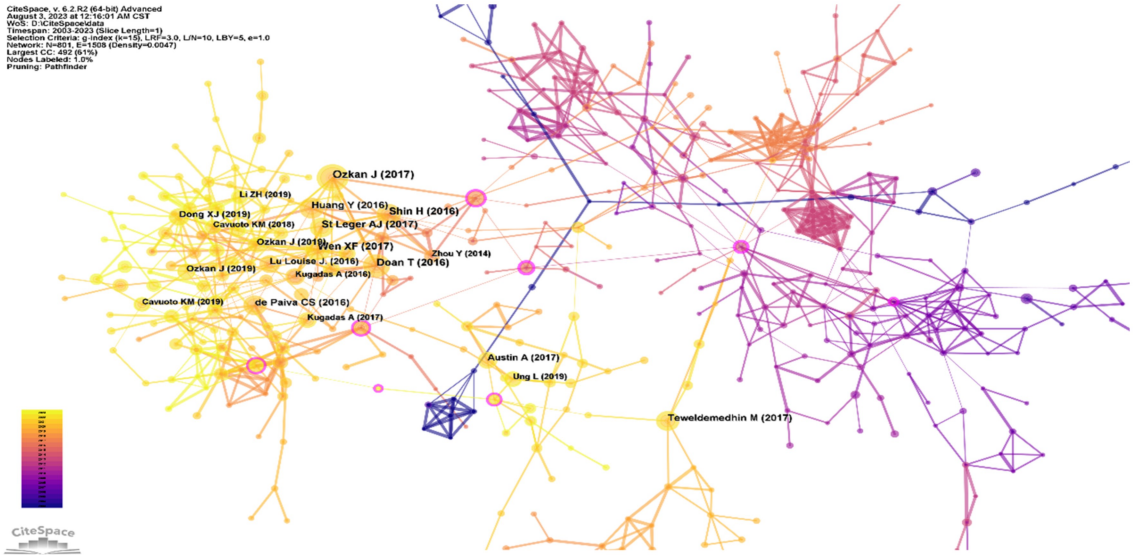 CiteSpace, v. 6.2.R2 (64-bit) Advanced
August 3, 2023 at 12:16:01 AM CST
WoS: D:\CiteSpace\data
Timespan: 2003-2023 (Slice Length=1)
Selection Criteria: g-index (k=15), LRF=3.0, L/N=10, LBY=5, e=1.0
Network: N=801, E=1508 (Density=0.0047)
Largest CC: 492 (61%)
Nodes Labeled: 1.0%
Pruning: Pathfinder
Ozkan J (2017)
Li ZH (2019)
Huang Y (2016)
Shin H (2016)
Dong XJ (2019)
Cavuoto KM (2018)
St Leger AJ (2017)
Ozkan J (2019)
Wen XF (2017)
Zhou Y (2014)
Lu Louise J. (2016)
Doan T (2016)
Ozkan J (2019)
Kugadas A (2016)
Cavuoto KM (2019)
de Paiva CS (2016)
Kugadas A (2017)
Austin A (2017)
Ung L (2019)
Teweldemedhin M (2017)
CiteSpace